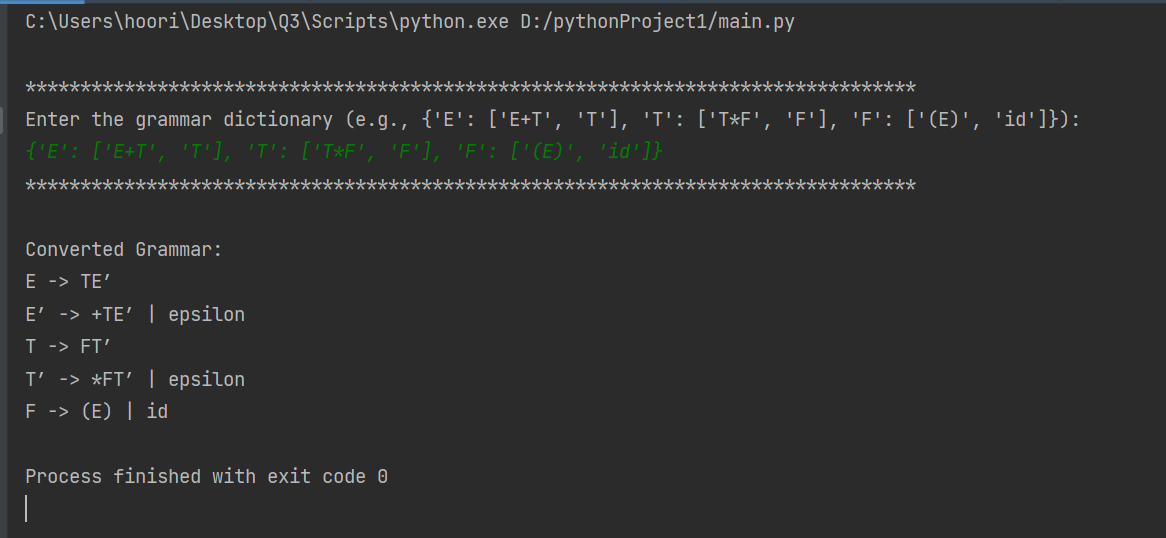 C:\Users\hoori\Desktop\Q3\Scripts\python.exe D:/pythonProject1/main.py
*********************************************************************************
Enter the grammar dictionary (e.g., {'E': ['E+T', 'T'], 'T': ['T*F', 'F'], 'F': ['(E)', 'id']}):
{'E': ['E+T', 'T'], 'T': ['T*F', 'F'], 'F': ['(E)', 'id']}
*********************************************************************************
Converted Grammar:
E -> TE’
E’ -> +TE’ | epsilon
T -> FT’
T’ -> *FT’ | epsilon
F -> (E) | id
Process finished with exit code 0